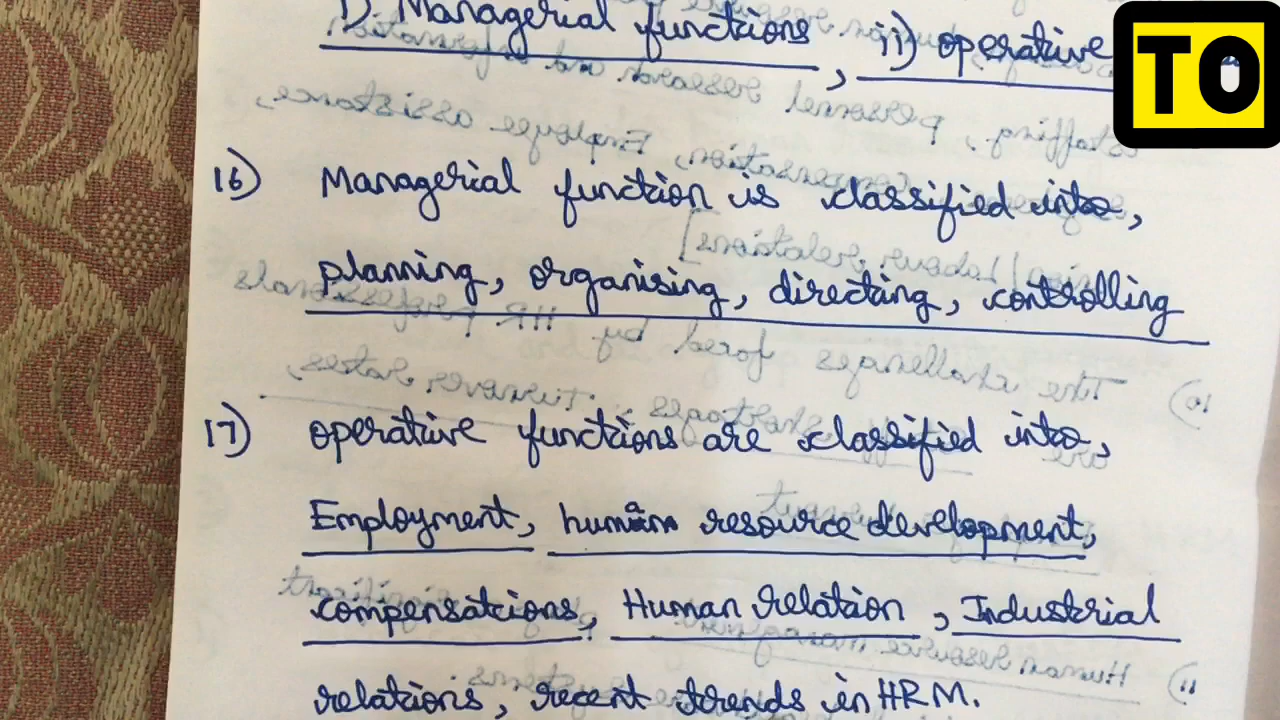 i) Managerial functions, ii) operative
TO
16) Managerial function is classified into,
planning, organising, directing, controlling
17) operative functions are classified into,
Employment, human resource development,
compensations, Human relation, Industrial
relations, recent trends in HRM.